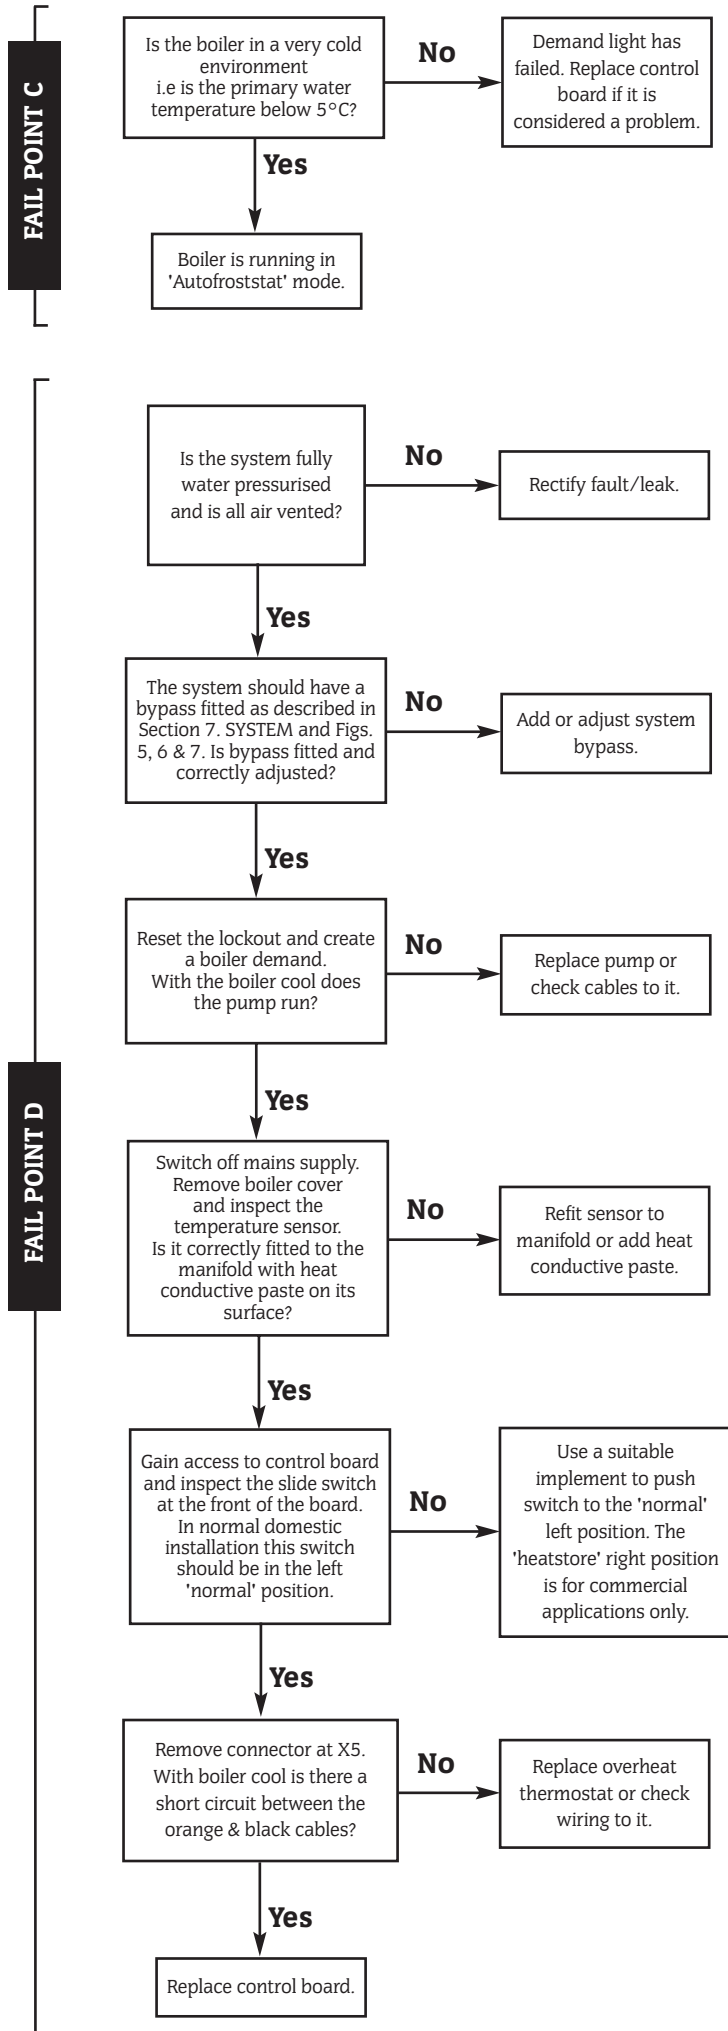 FAIL POINT C
Is the boiler in a very cold
environment
i.e is the primary water
temperature below 5°C?
No
Demand light has
failed. Replace control
board if it is
considered a problem.
Yes
Boiler is running in
'Autofroststat' mode.
FAIL POINT D
Is the system fully
water pressurised
and is all air vented?
No
Rectify fault/leak.
Yes
The system should have a
bypass fitted as described in
Section 7. SYSTEM and Figs.
5, 6 & 7. Is bypass fitted and
correctly adjusted?
No
Add or adjust system
bypass.
Yes
Reset the lockout and create
a boiler demand.
With the boiler cool does
the pump run?
No
Replace pump or
check cables to it.
Yes
Switch off mains supply.
Remove boiler cover
and inspect the
temperature sensor.
Is it correctly fitted to the
manifold with heat
conductive paste on its
surface?
No
Refit sensor to
manifold or add heat
conductive paste.
Yes
Gain access to control board
and inspect the slide switch
at the front of the board.
In normal domestic
installation this switch
should be in the left
'normal' position.
No
Use a suitable
implement to push
switch to the 'normal'
left position. The
'heatstore' right position
is for commercial
applications only.
Yes
Remove connector at X5.
With boiler cool is there a
short circuit between the
orange & black cables?
No
Replace overheat
thermostat or check
wiring to it.
Yes
Replace control board.